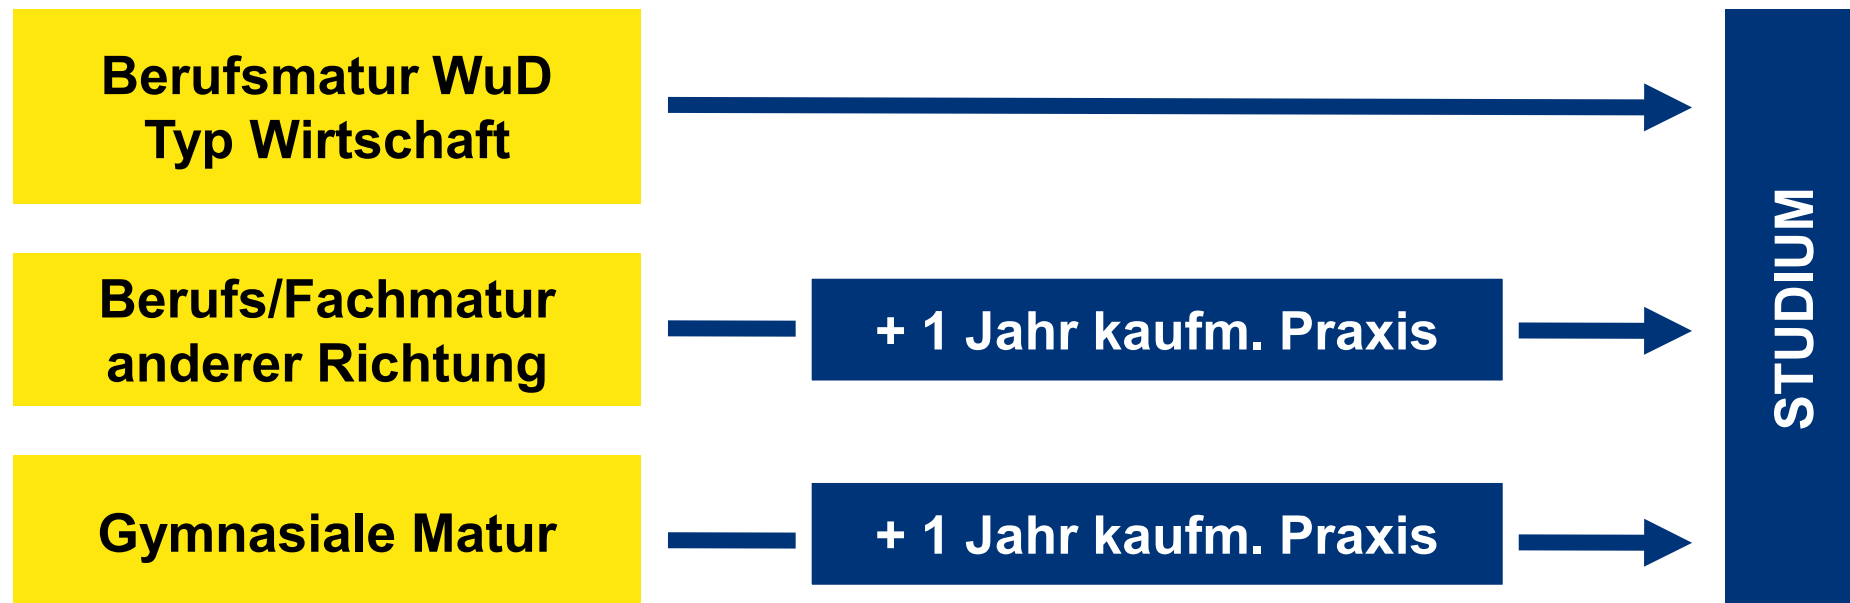 Berufsmatur WuD
Typ Wirtschaft
Berufs/Fachmatur
anderer Richtung
+ 1 Jahr kaufm. Praxis
Gymnasiale Matur
+ 1 Jahr kaufm. Praxis
STUDIUM